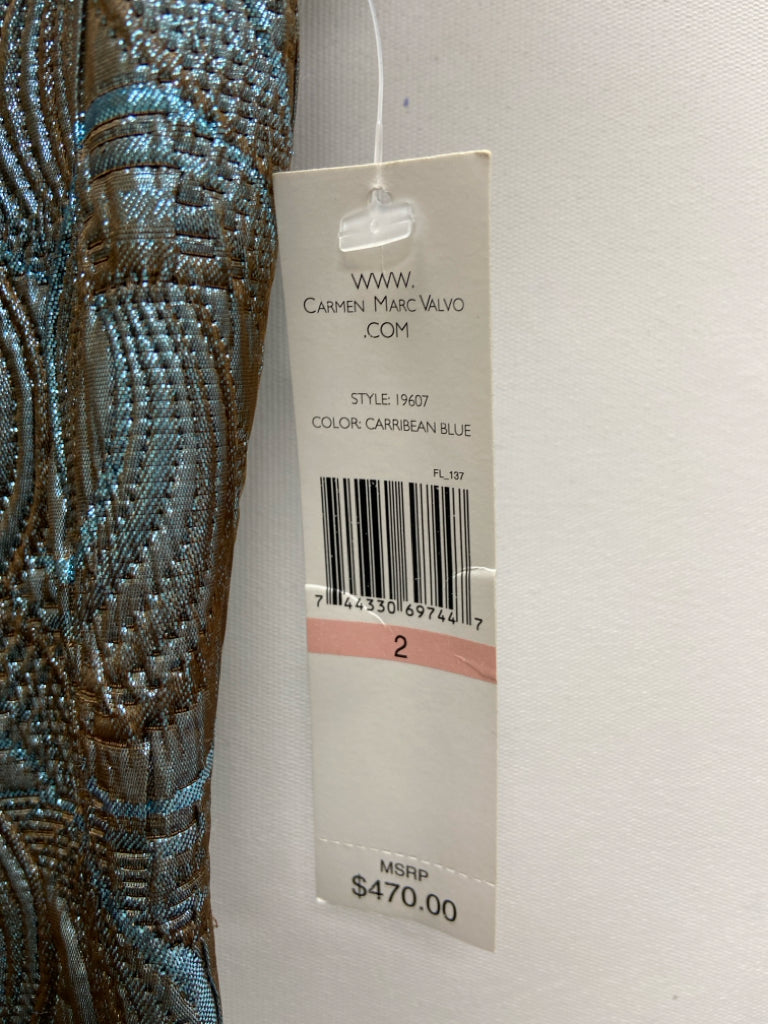 WWW.
CARMEN MARC VALVO
.COM
STYLE: 19607
COLOR: CARRIBEAN BLUE
FL_137
7 44330 69744 7
2
MSRP
$470.00